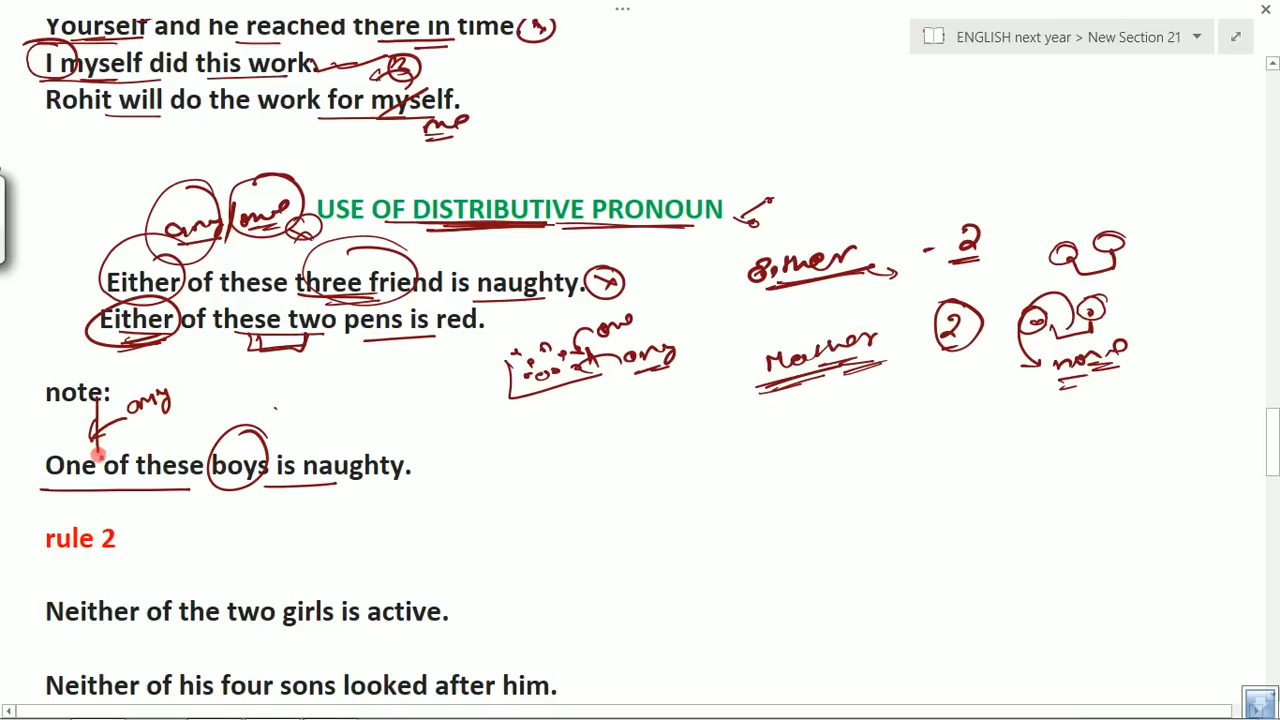 ENGLISH next year > New Section 21
Yourself and he reached there in time.
I myself did this work.
Rohit will do the work for myself.
me
any / one
USE OF DISTRIBUTIVE PRONOUN
Either - 2
Either of these three friend is naughty.
Either of these two pens is red.
one
any
2
none
note:
any
One of these boys is naughty.
rule 2
Neither of the two girls is active.
Neither of his four sons looked after him.